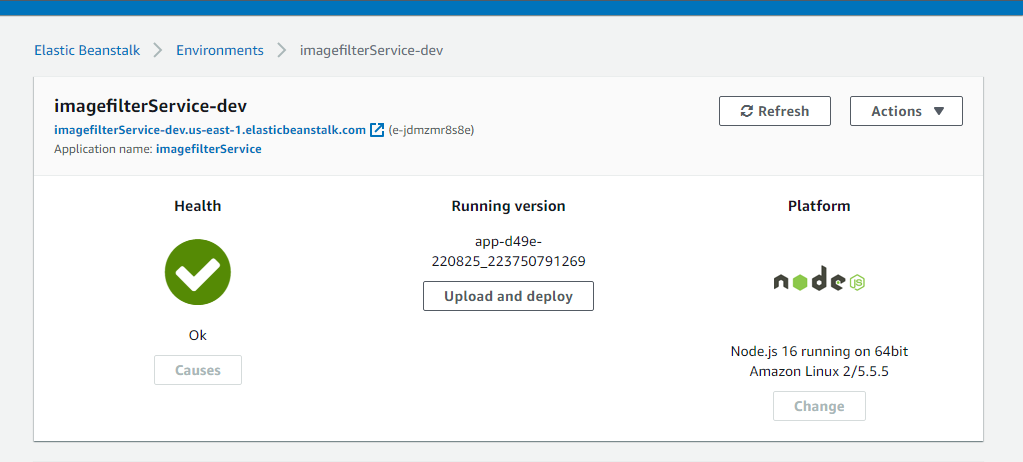 Elastic Beanstalk > Environments > imagefilterService-dev
imagefilterService-dev
Refresh
Actions
imagefilterService-dev.us-east-1.elasticbeanstalk.com (e-jdmzmr8s8e)
Application name: imagefilterService
Health
Ok
Causes
Running version
app-d49e-
220825_223750791269
Upload and deploy
Platform
node JS
Node.js 16 running on 64bit
Amazon Linux 2/5.5.5
Change